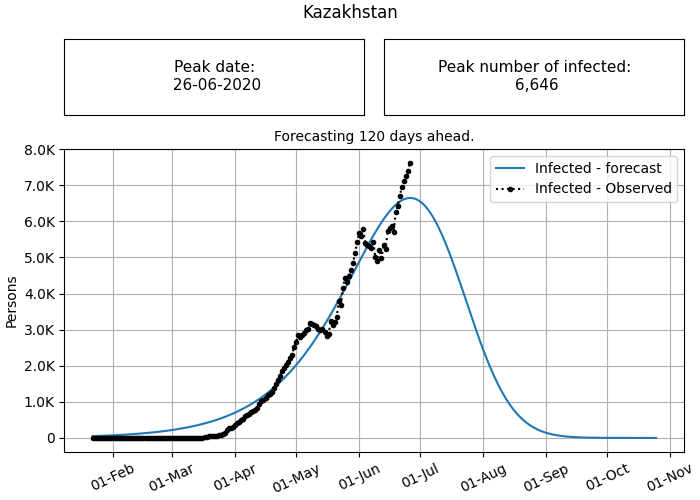 Kazakhstan
Peak date:
26-06-2020
Peak number of infected:
6,646
Forecasting 120 days ahead.
8.0K
7.0K
6.0K
5.0K
4.0K
3.0K
2.0K
1.0K
0
Persons
Infected - forecast
Infected - Observed
01-Feb
01-Mar
01-Apr
01-May
01-Jun
01-Jul
01-Aug
01-Sep
01-Oct
01-Nov